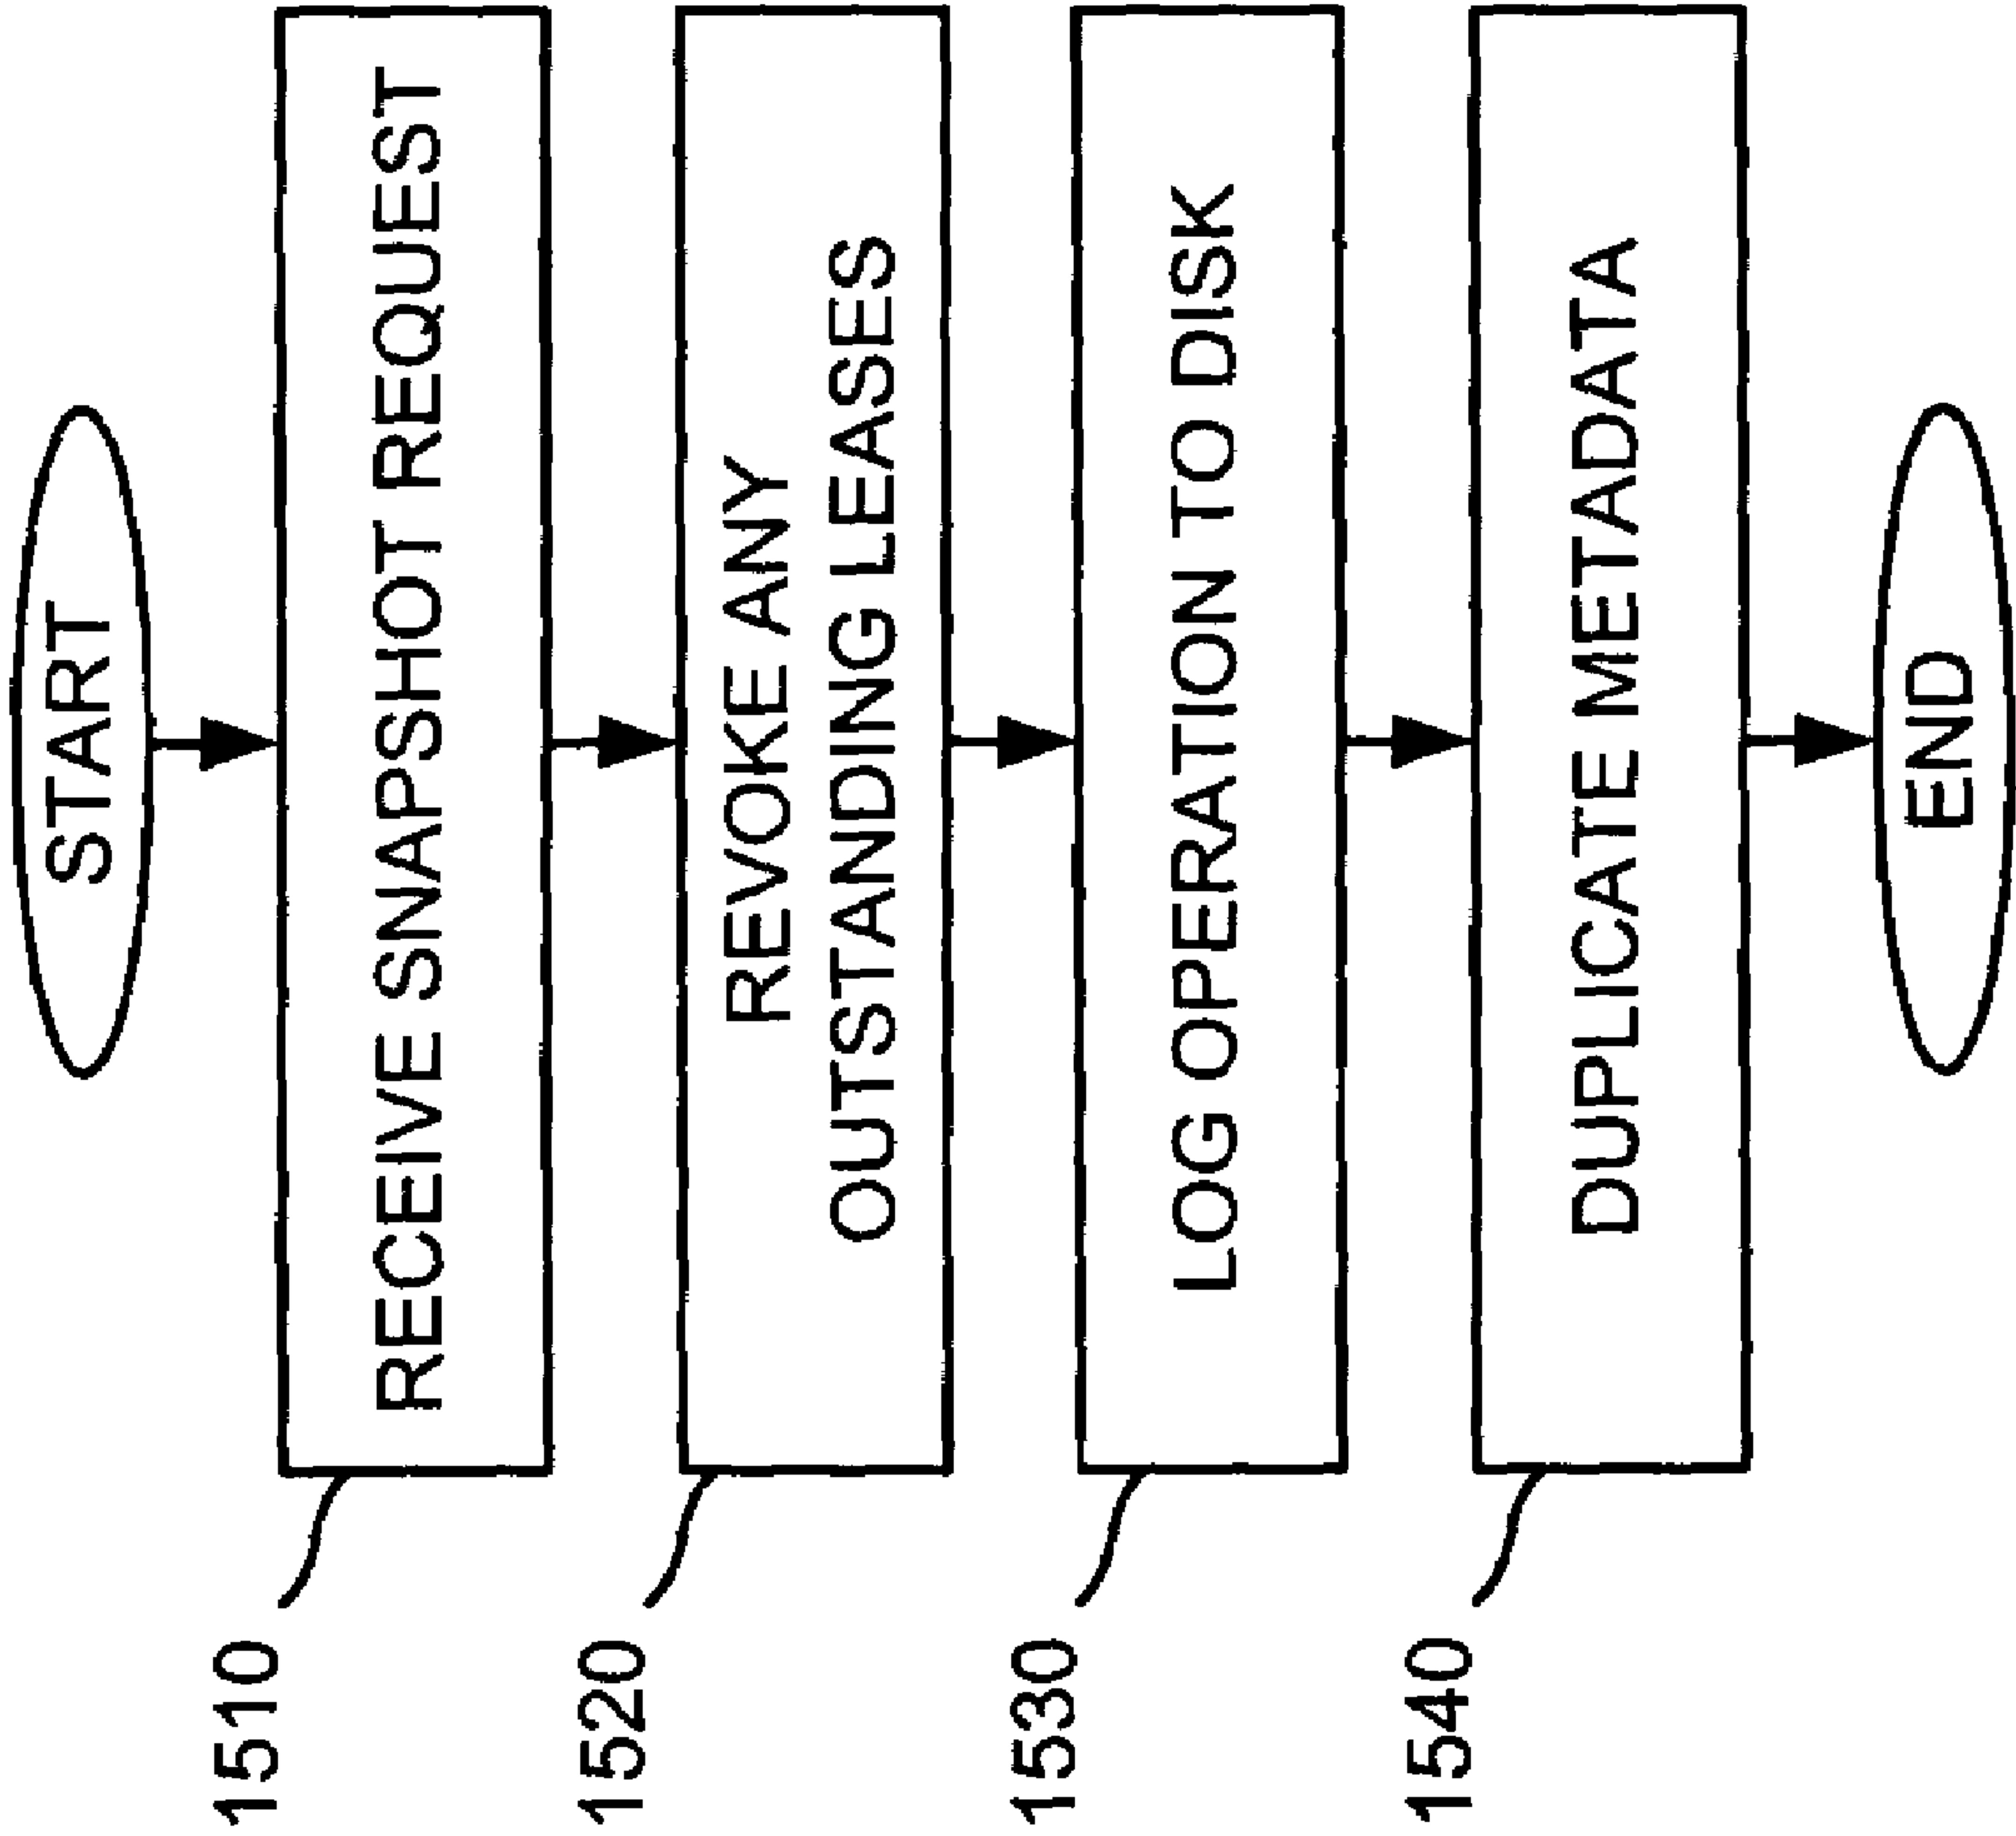 START
1510
RECEIVE SNAPSHOT REQUEST
1520
REVOKE ANY
OUTSTANDING LEASES
1530
LOG OPERATION TO DISK
1540
DUPLICATE METADATA
END